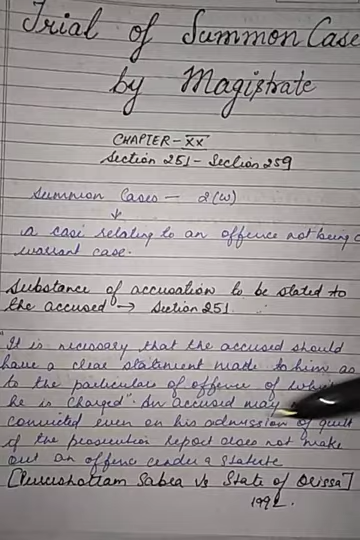 Trial of Summon Case
by Magistrate
CHAPTER - XX
Section 251 - Section 259
Summon Cases - 2(w)
↓
a case relating to an offence not being a
warrant case.
Substance of accusation to be stated to
the accused → Section 251.
"It is necessary that the accused should
have a clear statement made to him as
to the particulars of offence of
he is charged". An accused may
convicted even on his admission of guilt
if the prosecution report does not make
out an offence under a statute
[Purushottam Sabra vs State of Orissa]